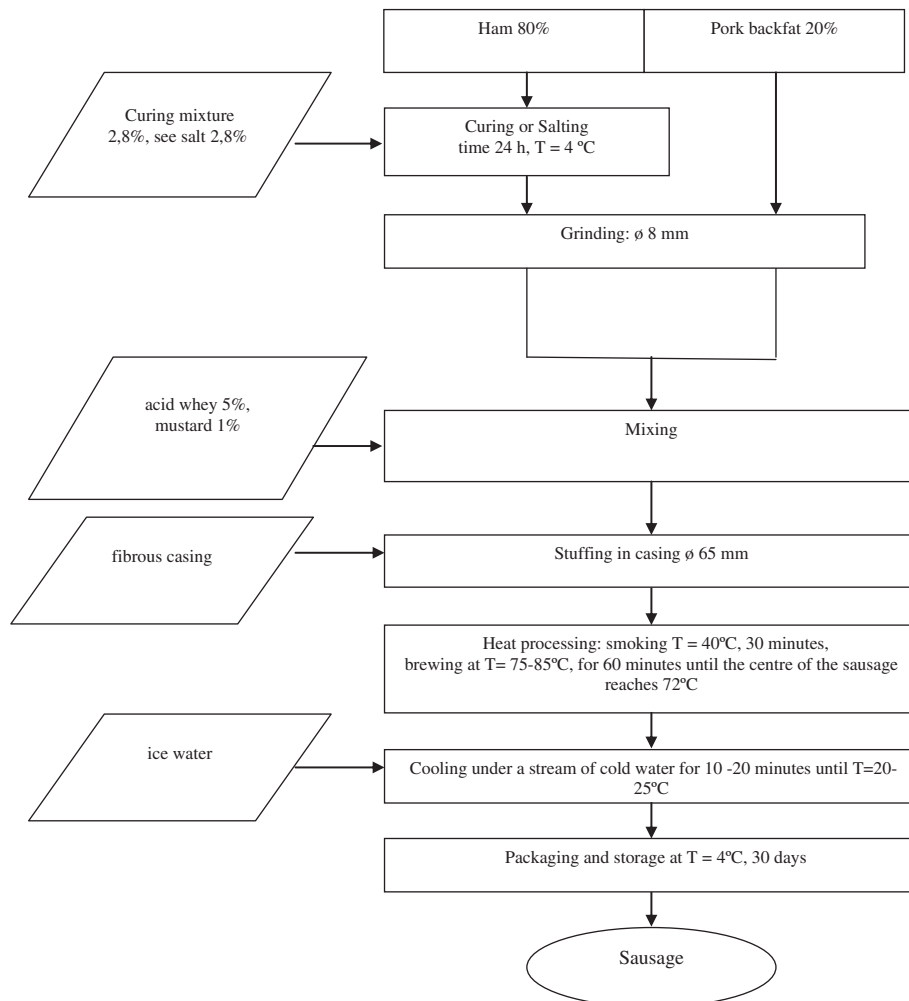 Ham 80%
Pork backfat 20%
Curing mixture
2,8%, see salt 2,8%
Curing or Salting
time 24 h, T = 4 ºC
Grinding: ø 8 mm
acid whey 5%,
mustard 1%
Mixing
fibrous casing
Stuffing in casing ø 65 mm
Heat processing: smoking T = 40ºC, 30 minutes,
brewing at T= 75-85ºC, for 60 minutes until the centre of the sausage
reaches 72ºC
ice water
Cooling under a stream of cold water for 10 -20 minutes until T=20-
25ºC
Packaging and storage at T = 4ºC, 30 days
Sausage